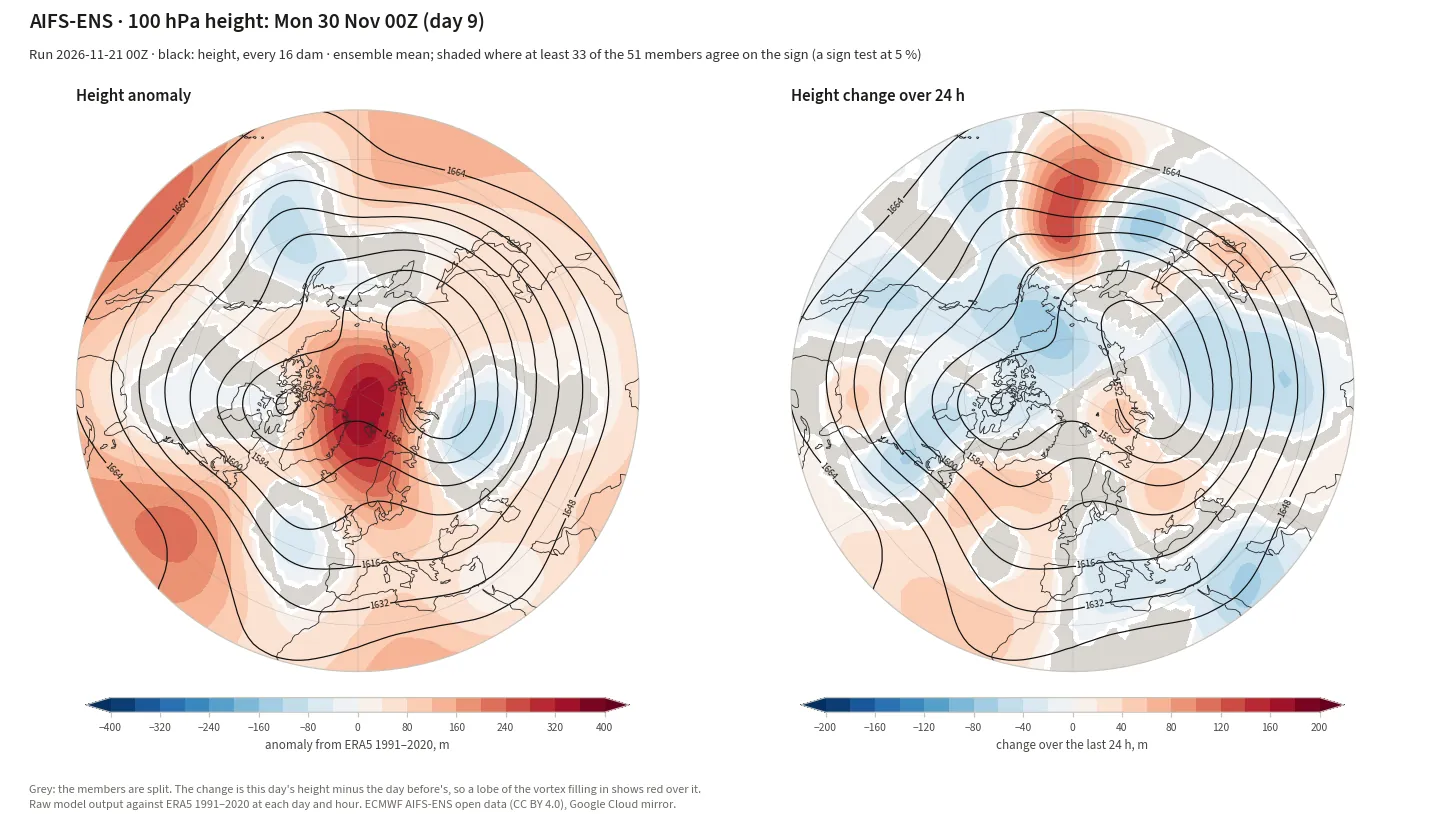 AIFS-ENS · 100 hPa height: Mon 30 Nov 00Z (day 9)
Run 2026-11-21 00Z · black: height, every 16 dam · ensemble mean; shaded where at least 33 of the 51 members agree on the sign (a sign test at 5 %)
Height anomaly
Height change over 24 h
1664
1664
1552
1568
1584
1600
1664
1648
1616
1632
1664
1664
1552
1568
1584
1600
1664
1648
1616
1632
−400 −320 −240 −160 −80 0 80 160 240 320 400
anomaly from ERA5 1991–2020, m
−200 −160 −120 −80 −40 0 40 80 120 160 200
change over the last 24 h, m
Grey: the members are split. The change is this day's height minus the day before's, so a lobe of the vortex filling in shows red over it.
Raw model output against ERA5 1991–2020 at each day and hour. ECMWF AIFS-ENS open data (CC BY 4.0), Google Cloud mirror.